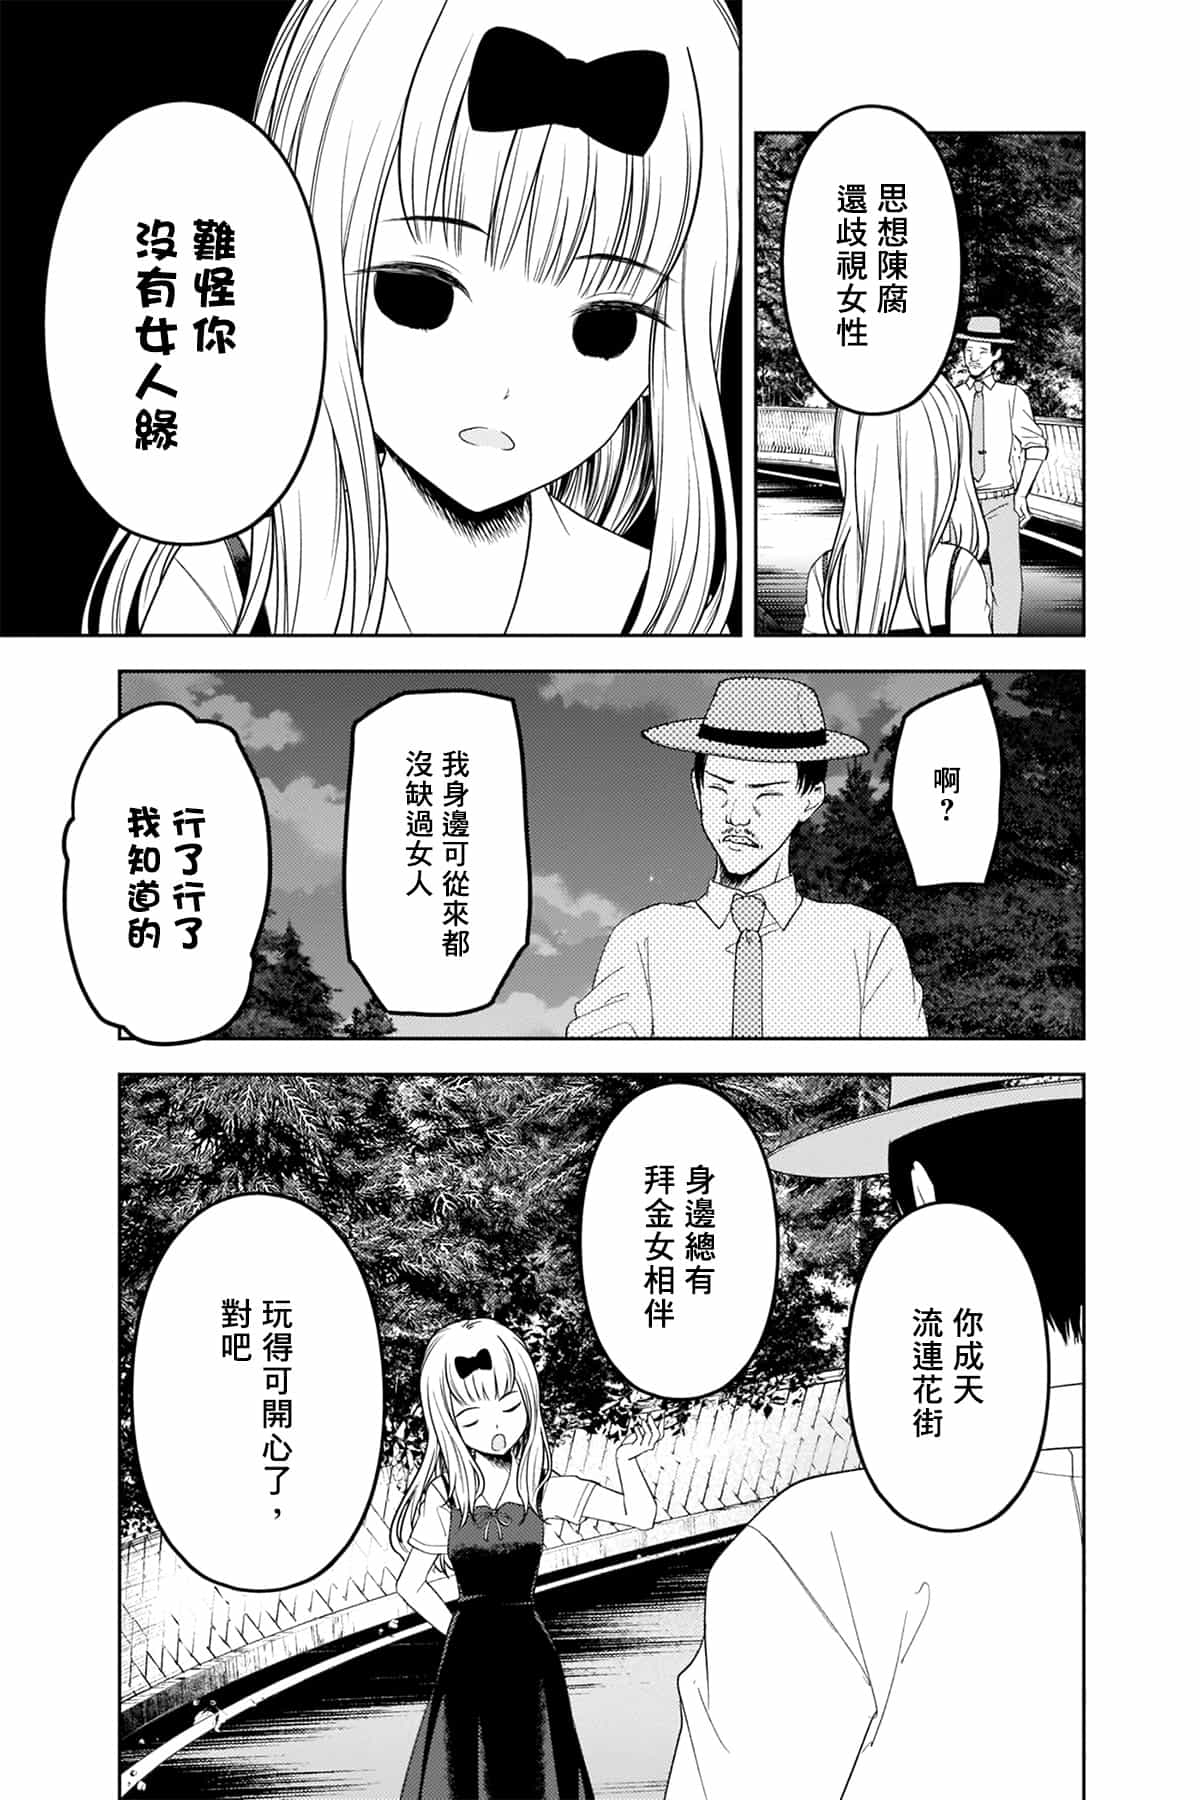 思想陳腐
還歧視女性
難怪你
沒有女人緣
啊?
我身邊可從來都
沒缺過女人
行了行了
我知道的
你成天
流連花街
身邊總有
拜金女相伴
玩得可開心了，
對吧